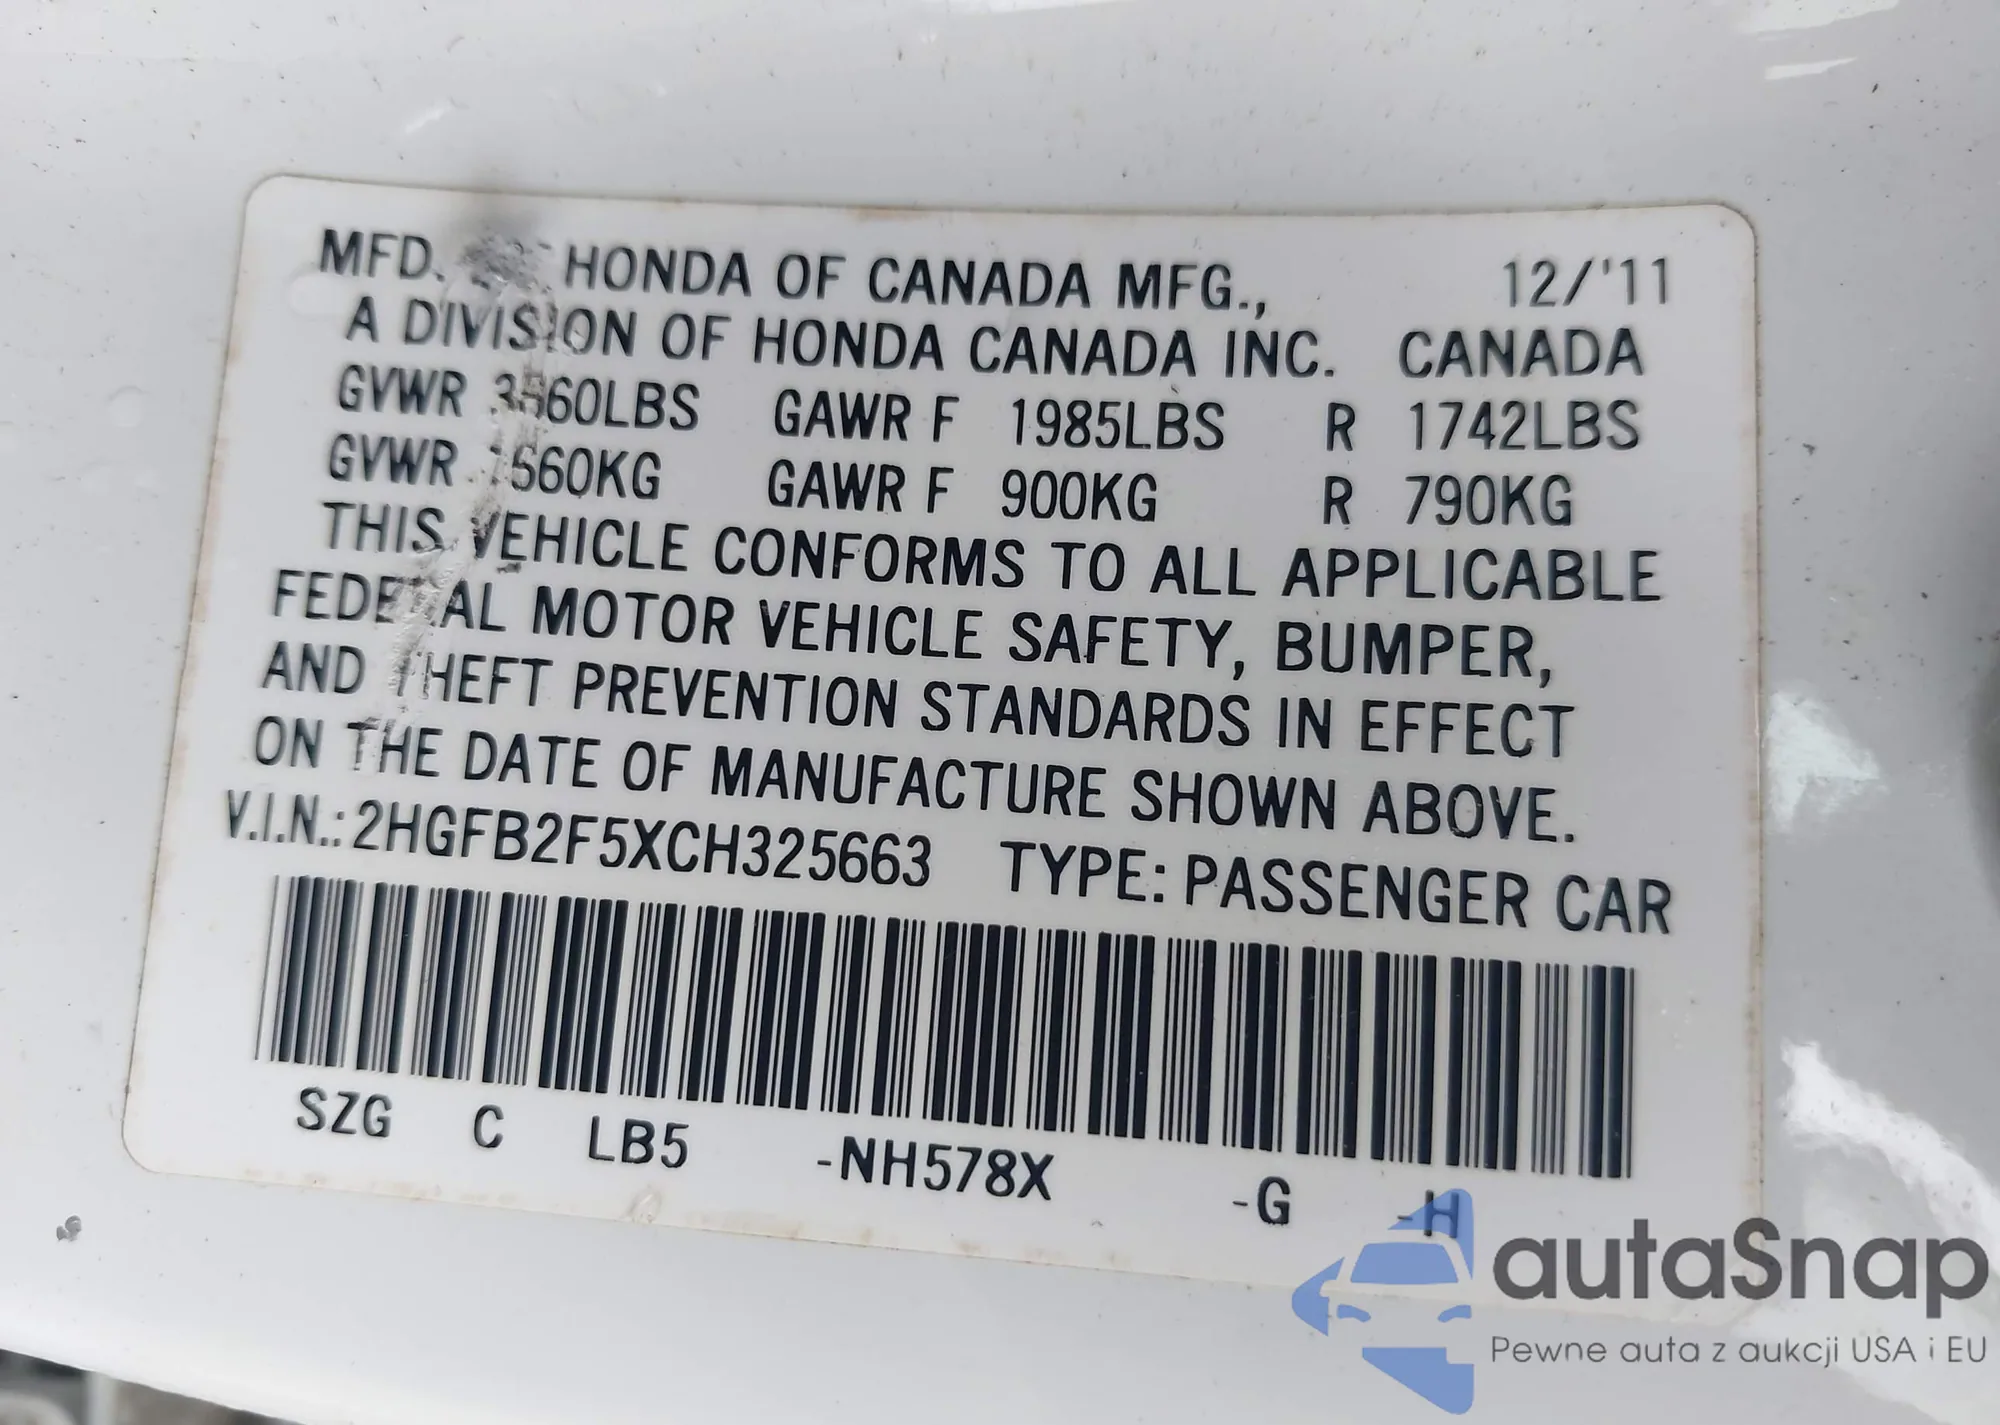 MFD. HONDA OF CANADA MFG., 12/'11
A DIVISION OF HONDA CANADA INC. CANADA
GVWR GAWR F 1985LBS R 1742LBS
GVWR GAWR F 900KG R 790KG
THIS VEHICLE CONFORMS TO ALL APPLICABLE
FEDERAL MOTOR VEHICLE SAFETY, BUMPER,
AND THEFT PREVENTION STANDARDS IN EFFECT
ON THE DATE OF MANUFACTURE SHOWN ABOVE.
V.I.N.: 2HGFB2F5XCH325663 TYPE: PASSENGER CAR
SZG C LB5 -NH578X -G -H
autaSnap
Pewne auta z aukcji USA i EU